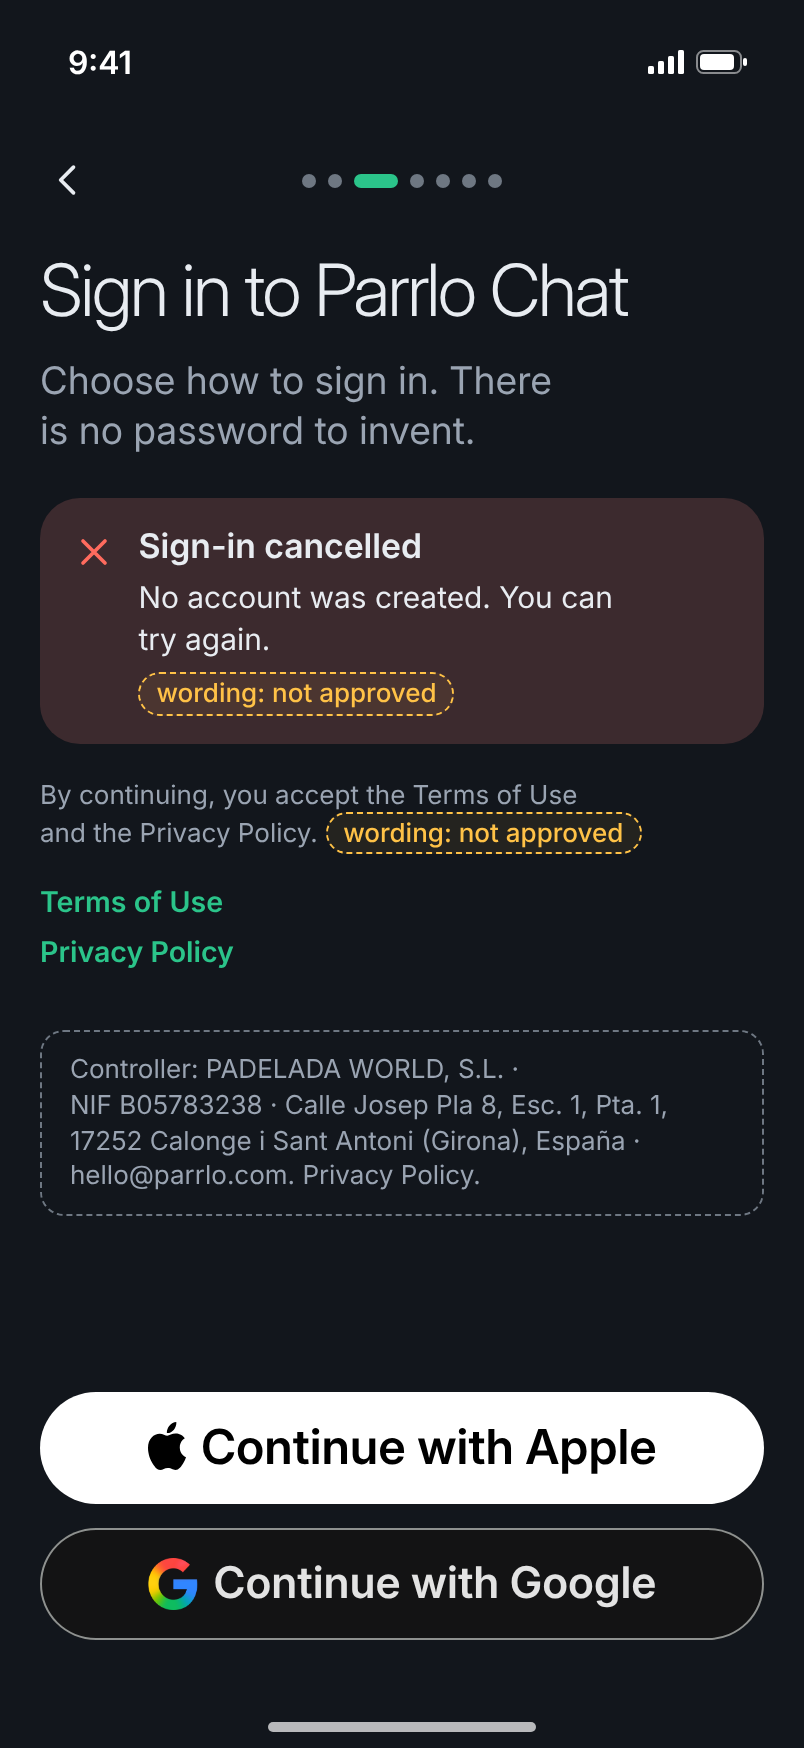 9:41
Sign in to Parrlo Chat
Choose how to sign in. There
is no password to invent.
Sign-in cancelled
No account was created. You can
try again.
wording: not approved
By continuing, you accept the Terms of Use
and the Privacy Policy. wording: not approved
Terms of Use
Privacy Policy
Controller: PADELADA WORLD, S.L. ·
NIF B05783238 · Calle Josep Pla 8, Esc. 1, Pta. 1,
17252 Calonge i Sant Antoni (Girona), España ·
hello@parrlo.com. Privacy Policy.
Continue with Apple
Continue with Google